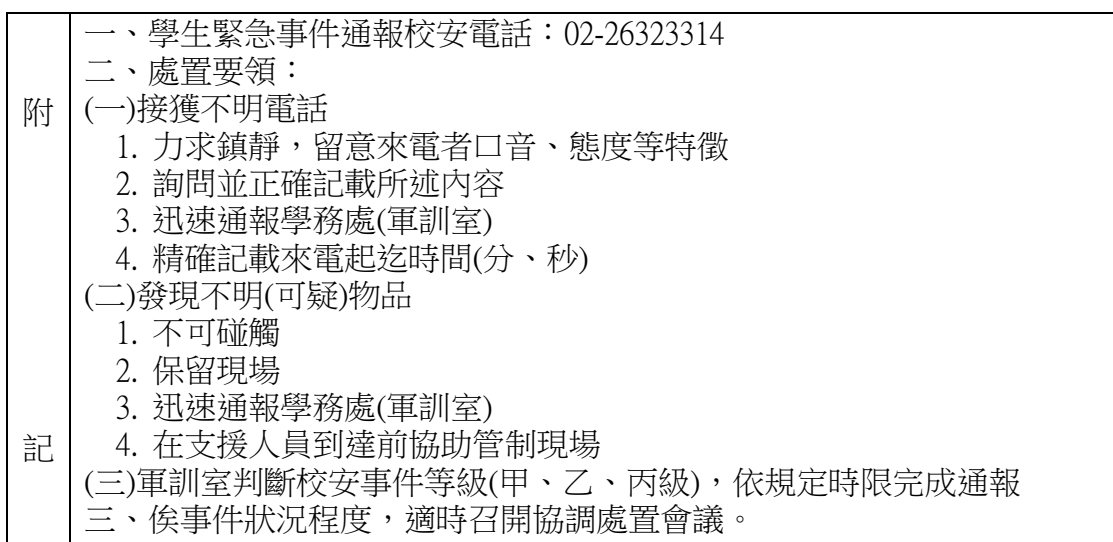 附記
一、學生緊急事件通報校安電話：02-26323314
二、處置要領：
(一)接獲不明電話
1. 力求鎮靜，留意來電者口音、態度等特徵
2. 詢問並正確記載所述內容
3. 迅速通報學務處(軍訓室)
4. 精確記載來電起迄時間(分、秒)
(二)發現不明(可疑)物品
1. 不可碰觸
2. 保留現場
3. 迅速通報學務處(軍訓室)
4. 在支援人員到達前協助管制現場
(三)軍訓室判斷校安事件等級(甲、乙、丙級)，依規定時限完成通報
三、俟事件狀況程度，適時召開協調處置會議。